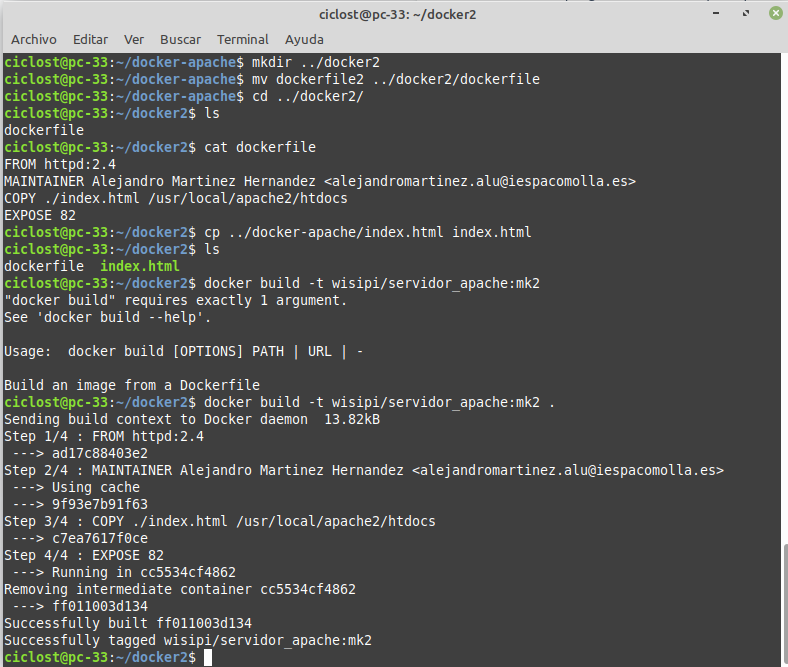 ciclost@pc-33: ~/docker2
Archivo Editar Ver Buscar Terminal Ayuda
ciclost@pc-33:~/docker-apache$ mkdir ../docker2
ciclost@pc-33:~/docker-apache$ mv dockerfile2 ../docker2/dockerfile
ciclost@pc-33:~/docker-apache$ cd ../docker2/
ciclost@pc-33:~/docker2$ ls
dockerfile
ciclost@pc-33:~/docker2$ cat dockerfile
FROM httpd:2.4
MAINTAINER Alejandro Martinez Hernandez <alejandromartinez.alu@iespacomolla.es>
COPY ./index.html /usr/local/apache2/htdocs
EXPOSE 82
ciclost@pc-33:~/docker2$ cp ../docker-apache/index.html index.html
ciclost@pc-33:~/docker2$ ls
dockerfile  index.html
ciclost@pc-33:~/docker2$ docker build -t wisipi/servidor_apache:mk2
"docker build" requires exactly 1 argument.
See 'docker build --help'.
Usage:  docker build [OPTIONS] PATH | URL | -
Build an image from a Dockerfile
ciclost@pc-33:~/docker2$ docker build -t wisipi/servidor_apache:mk2 .
Sending build context to Docker daemon  13.82kB
Step 1/4 : FROM httpd:2.4
 ---> ad17c88403e2
Step 2/4 : MAINTAINER Alejandro Martinez Hernandez <alejandromartinez.alu@iespacomolla.es>
 ---> Using cache
 ---> 9f93e7b91f63
Step 3/4 : COPY ./index.html /usr/local/apache2/htdocs
 ---> c7ea7617f0ce
Step 4/4 : EXPOSE 82
 ---> Running in cc5534cf4862
Removing intermediate container cc5534cf4862
 ---> ff011003d134
Successfully built ff011003d134
Successfully tagged wisipi/servidor_apache:mk2
ciclost@pc-33:~/docker2$